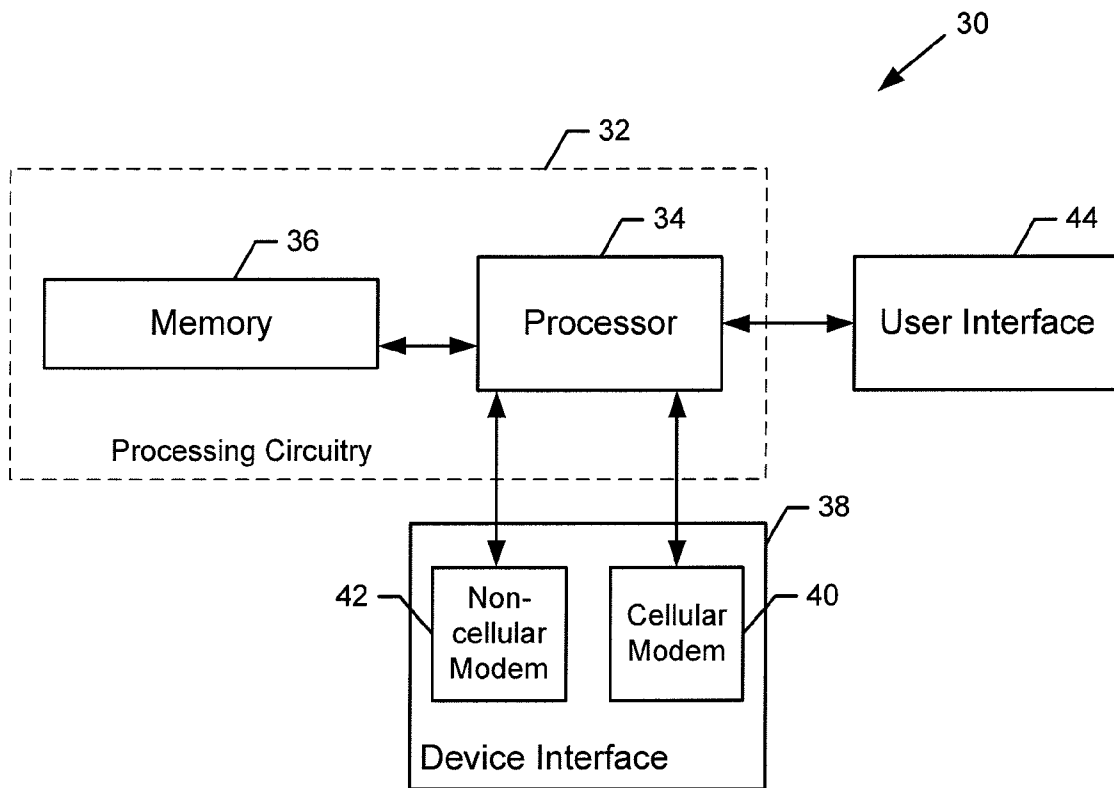 30
32
34
44
36
Memory
Processor
User Interface
Processing Circuitry
38
42
Non-
cellular
Modem
Cellular
Modem
40
Device Interface